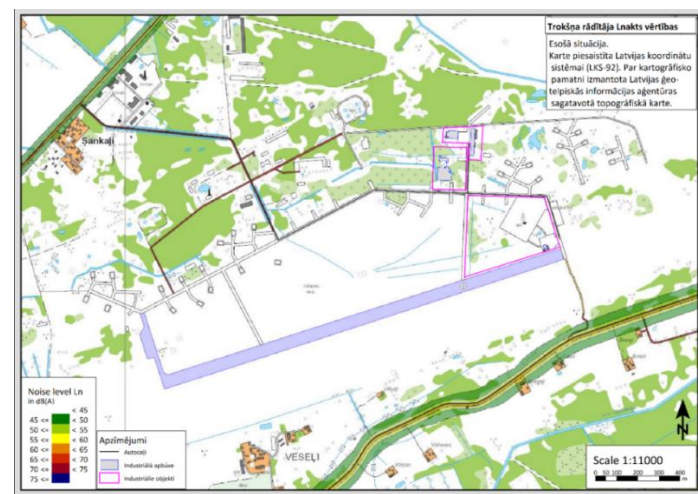 Trokšņa rādītāja Lnakts vērtības
Esošā situācija.
Karte piesaistīta Latvijas koordinātu
sistēmai (LKS-92). Par kartogrāfisko
pamatni izmantota Latvijas ģeo-
telpiskās informācijas aģentūras
sagatavotā topogrāfiskā karte.
Sankaļi
VESEĻI
Noise level Ln
in dB(A)
< 45
45 <= < 50
50 <= < 55
55 <= < 60
60 <= < 65
65 <= < 70
70 <= < 75
75 <=
Apzīmējumi
Autoceļi
Industriālā apbūve
Industriālie objekti
N
Scale 1:11000
0 50 100 200 300 400
m